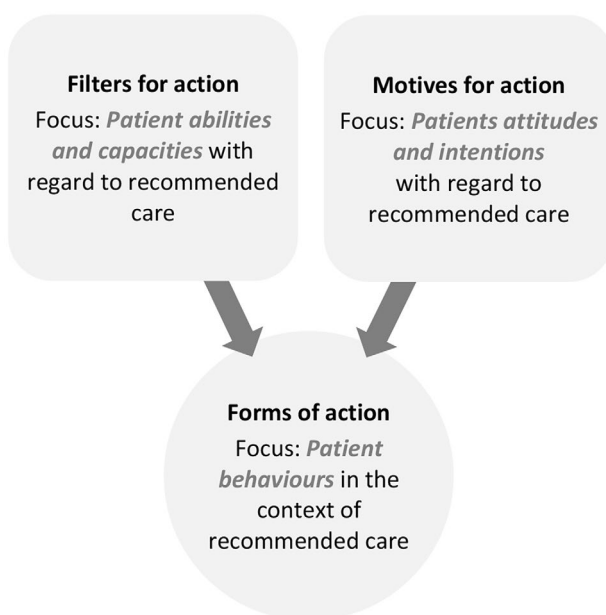 Filters for action
Focus: Patient abilities
and capacities with
regard to recommended
care
Motives for action
Focus: Patients attitudes
and intentions
with regard to
recommended care
Forms of action
Focus: Patient
behaviours in the
context of
recommended care